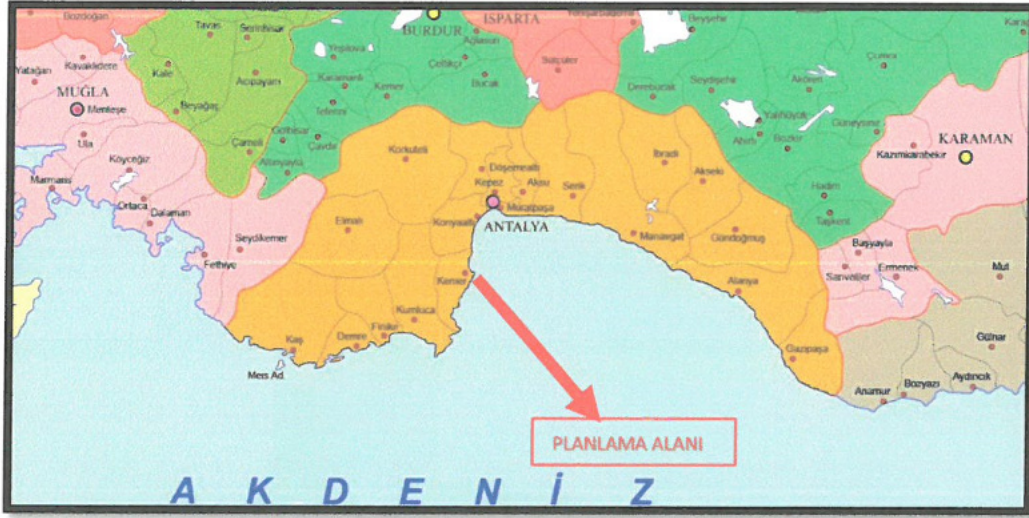 Bozdoğan
Tavas
Serinhisar
BURDUR
ISPARTA
Ağlasun
Beyşehir
Yatağan
Kavaklıdere
Kale
Acıpayam
Yeşilova
Çeltikçi
Sütçüler
Seydişehir
Çumra
MUĞLA
Menteşe
Beyağaç
Karamanlı
Kemer
Bucak
Derebucak
Akören
Tefenni
Ula
Çameli
Gölhisar
Çavdır
Altınyayla
Korkuteli
Yalıhüyük
Ahırlı
Bozkır
Güneysınır
KARAMAN
Kazımkarabekir
Köyceğiz
Döşemealtı
İbradı
Akseki
Marmaris
Ortaca
Dalaman
Kepez
Aksu
Serik
Hadim
Taşkent
Elmalı
Konyaaltı
Muratpaşa
ANTALYA
Manavgat
Gündoğmuş
Seydikemer
Fethiye
Başyayla
Sarıveliler
Ermenek
Mut
Kemer
Alanya
Kumluca
Kaş
Demre
Finike
Gazipaşa
Gülnar
Meis Ad.
Anamur
Bozyazı
Aydıncık
PLANLAMA ALANI
A K D E N İ Z